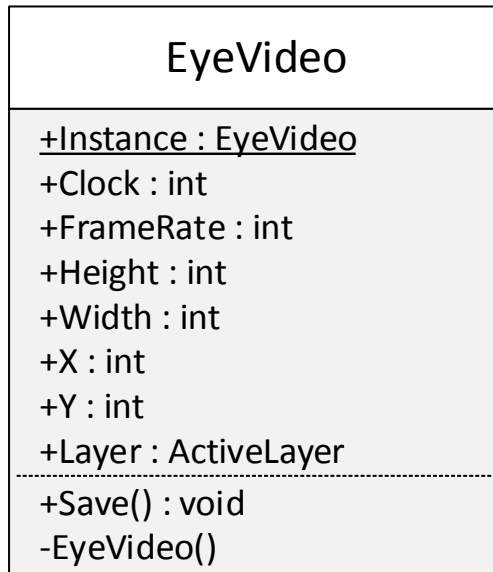 EyeVideo
+Instance : EyeVideo
+Clock : int
+FrameRate : int
+Height : int
+Width : int
+X : int
+Y : int
+Layer : ActiveLayer
+Save() : void
-EyeVideo()